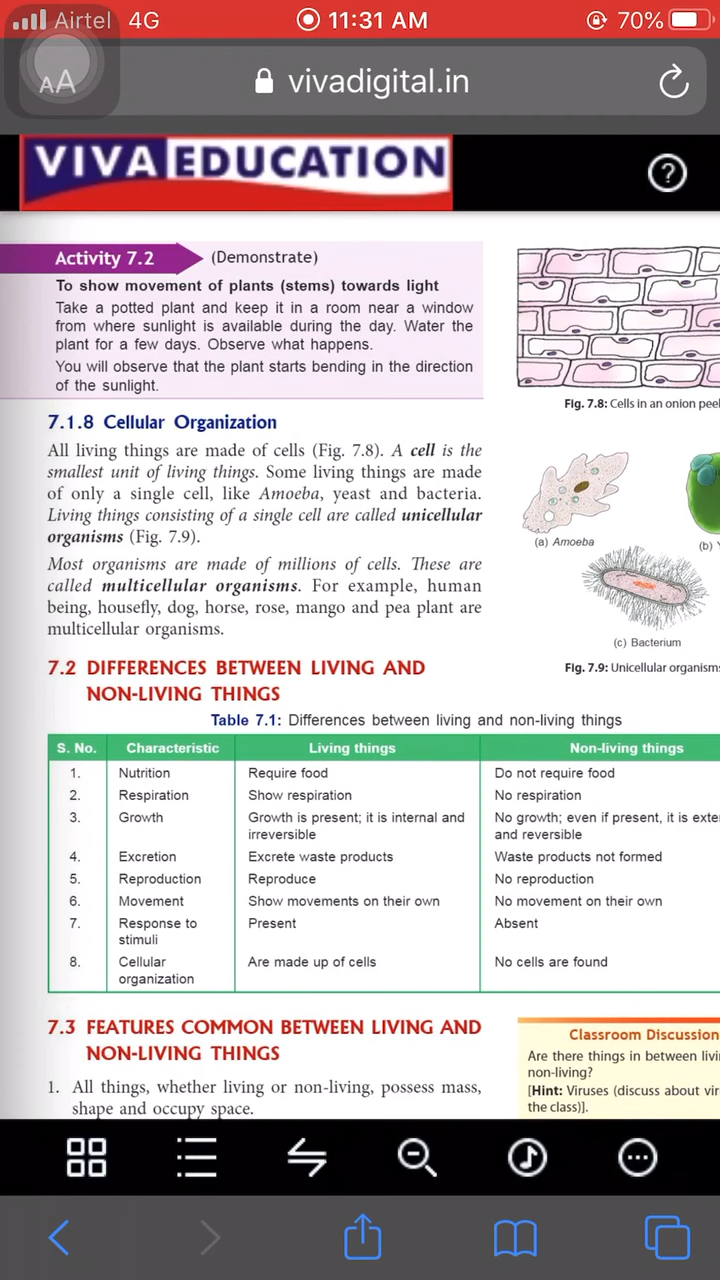 Airtel 4G 11:31 AM 70%
AA vivadigital.in
VIVA EDUCATION
?
Activity 7.2 (Demonstrate)
To show movement of plants (stems) towards light
Take a potted plant and keep it in a room near a window
from where sunlight is available during the day. Water the
plant for a few days. Observe what happens.
You will observe that the plant starts bending in the direction
of the sunlight.
Fig. 7.8: Cells in an onion peel
7.1.8 Cellular Organization
All living things are made of cells (Fig. 7.8). A cell is the
smallest unit of living things. Some living things are made
of only a single cell, like Amoeba, yeast and bacteria.
Living things consisting of a single cell are called unicellular
organisms (Fig. 7.9).
Most organisms are made of millions of cells. These are
called multicellular organisms. For example, human
being, housefly, dog, horse, rose, mango and pea plant are
multicellular organisms.
(a) Amoeba
(b)
(c) Bacterium
Fig. 7.9: Unicellular organisms
7.2 DIFFERENCES BETWEEN LIVING AND
NON-LIVING THINGS
Table 7.1: Differences between living and non-living things
S. No. Characteristic Living things Non-living things
1. Nutrition Require food Do not require food
2. Respiration Show respiration No respiration
3. Growth Growth is present; it is internal and No growth; even if present, it is
irreversible and reversible
4. Excretion Excrete waste products Waste products not formed
5. Reproduction Reproduce No reproduction
6. Movement Show movements on their own No movement on their own
7. Response to Present Absent
stimuli
8. Cellular Are made up of cells No cells are found
organization
7.3 FEATURES COMMON BETWEEN LIVING AND
NON-LIVING THINGS
1. All things, whether living or non-living, possess mass,
shape and occupy space.
Classroom Discussion
Are there things in between
non-living?
[Hint: Viruses (discuss about
the class)].